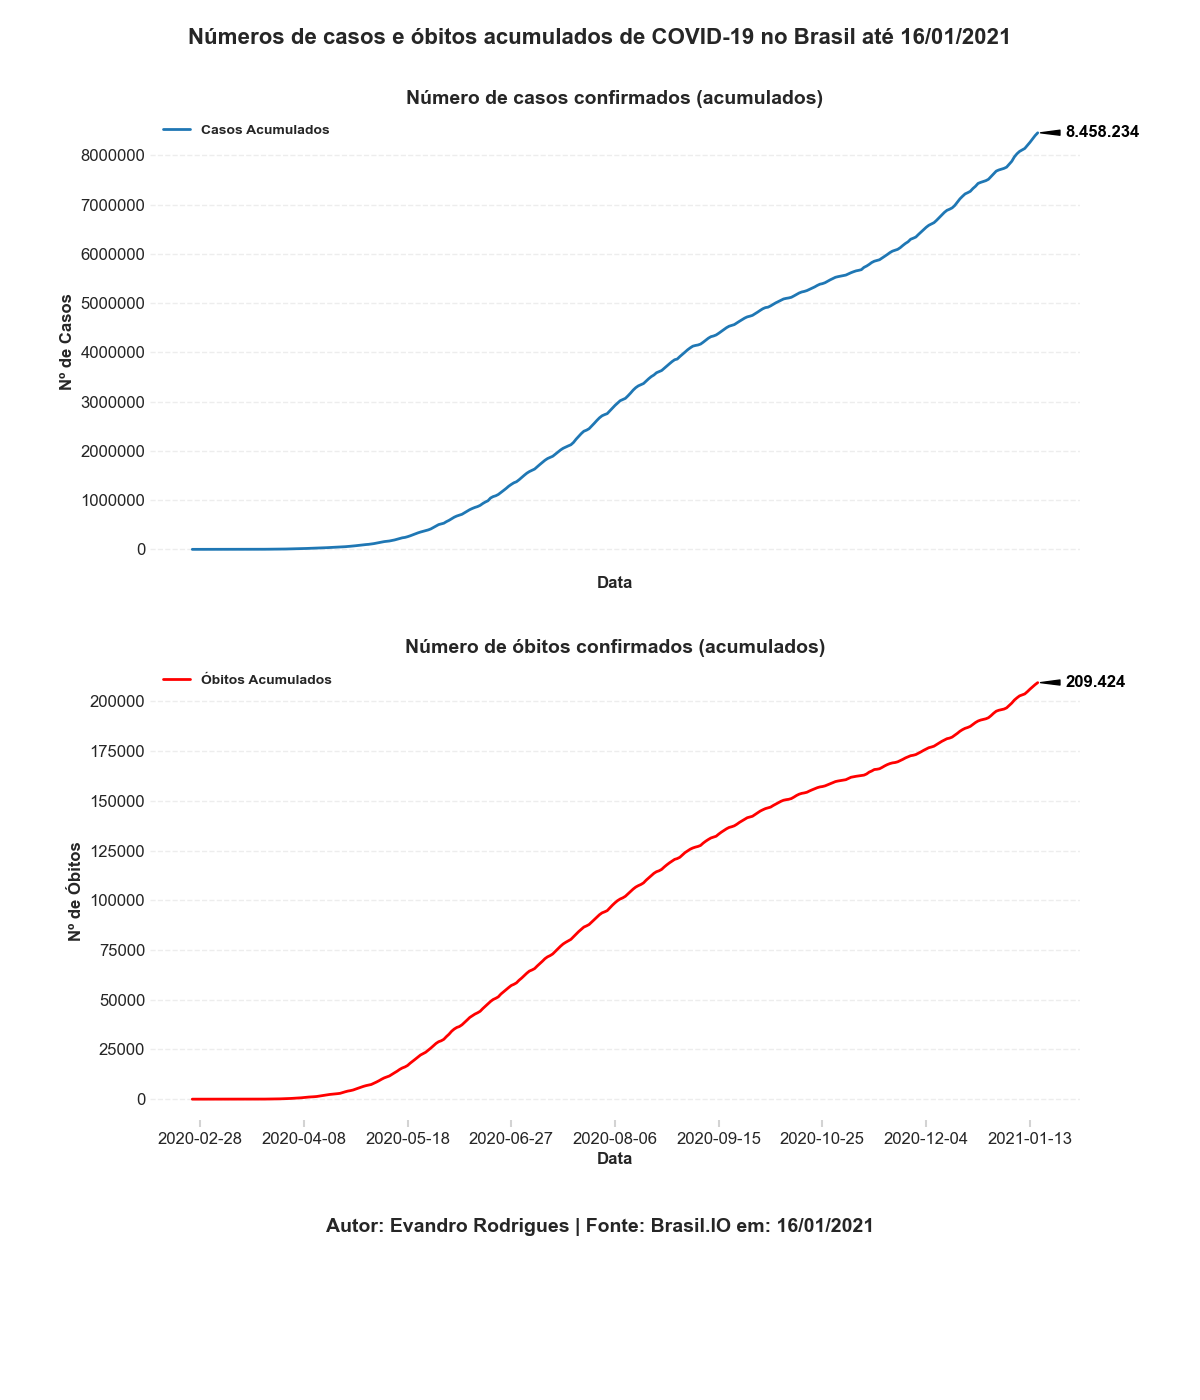 Números de casos e óbitos acumulados de COVID-19 no Brasil até 16/01/2021
Número de casos confirmados (acumulados)
Casos Acumulados
8.458.234
8000000
7000000
6000000
5000000
4000000
3000000
2000000
1000000
0
Nº de Casos
Data
Número de óbitos confirmados (acumulados)
Óbitos Acumulados
209.424
200000
175000
150000
125000
100000
75000
50000
25000
0
Nº de Óbitos
2020-02-28 2020-04-08 2020-05-18 2020-06-27 2020-08-06 2020-09-15 2020-10-25 2020-12-04 2021-01-13
Data
Autor: Evandro Rodrigues | Fonte: Brasil.IO em: 16/01/2021